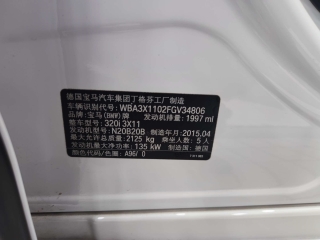 德国宝马汽车集团丁格芬工厂制造
车辆识别代号: WBA3X1102FGV34806
品牌: 宝马(BMW)牌 发动机排量: 1997 ml
整车型号: 320i 3X11
发动机型号: N20B20B 制造年月: 2015.04
最大允许总质量: 2125 kg 乘坐人数: 5人
发动机最大净功率: 135 kW 制造国: 德国
颜色代码/色圈: A96/ 0